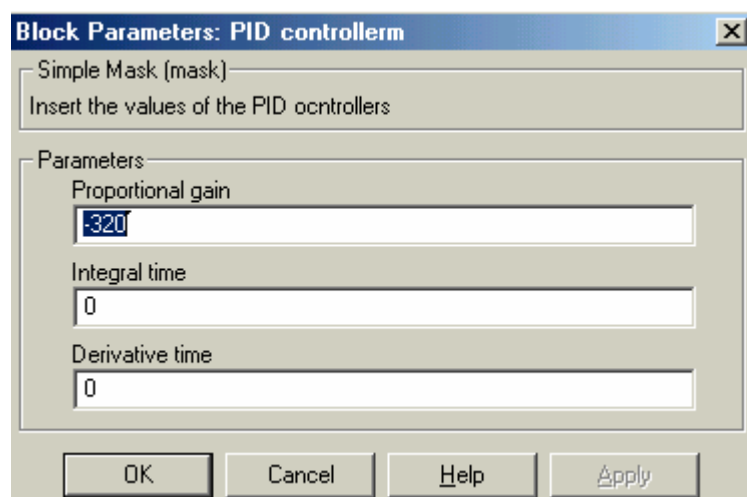 Block Parameters: PID controllerm
Simple Mask (mask)
Insert the values of the PID ocntrollers
Parameters
Proportional gain
-320
Integral time
0
Derivative time
0
OK Cancel Help Apply